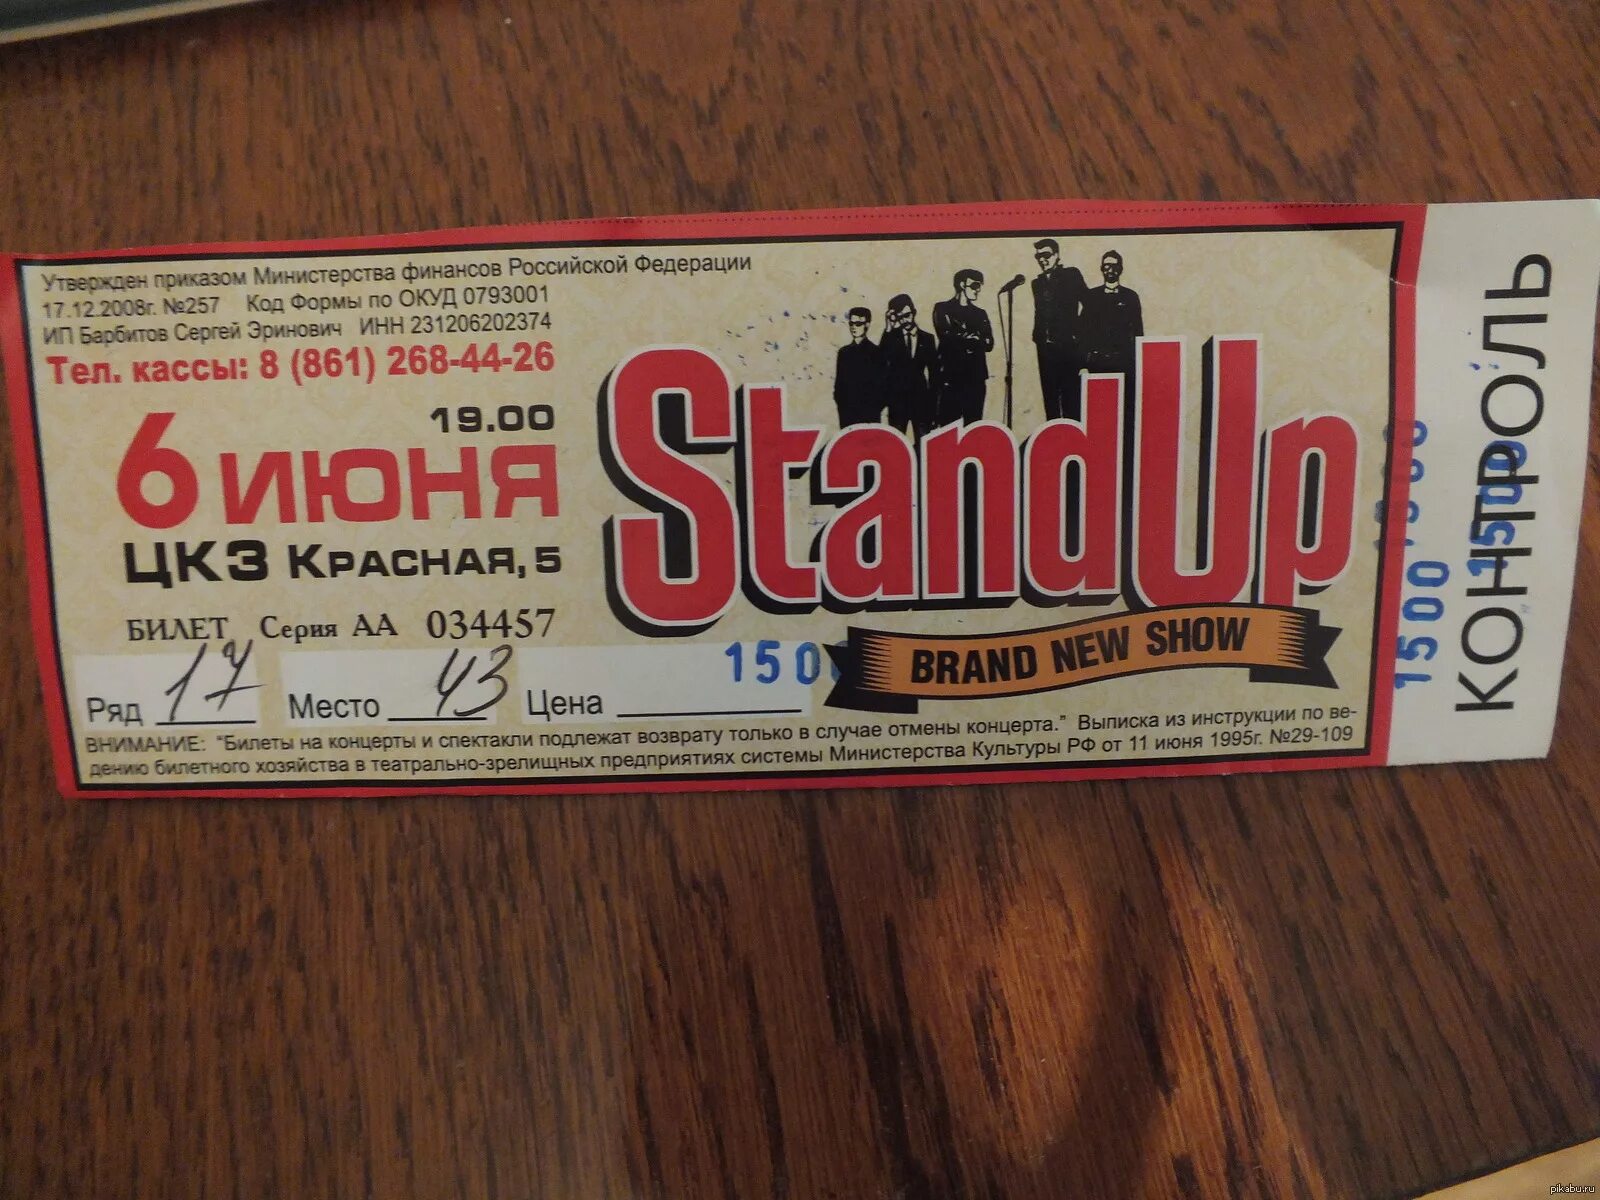 Утвержден приказом Министерства финансов Российской Федерации
17.12.2008г. №257 Код Формы по ОКУД 0793001
ИП Барбитов Сергей Эринович ИНН 231206202374
Тел. кассы: 8 (861) 268-44-26
19.00
6 ИЮНЯ
ЦКЗ КРАСНАЯ, 5
БИЛЕТ Серия АА 034457
Ряд 17 Место 43 Цена 1500
StandUp
BRAND NEW SHOW
ВНИМАНИЕ: "Билеты на концерты и спектакли подлежат возврату только в случае отмены концерта." Выписка из инструкции по ве-
дению билетного хозяйства в театрально-зрелищных предприятиях системы Министерства Культуры РФ от 11 июня 1995г. №29-109
1500
1500
КОНТРОЛЬ
pikabu.ru